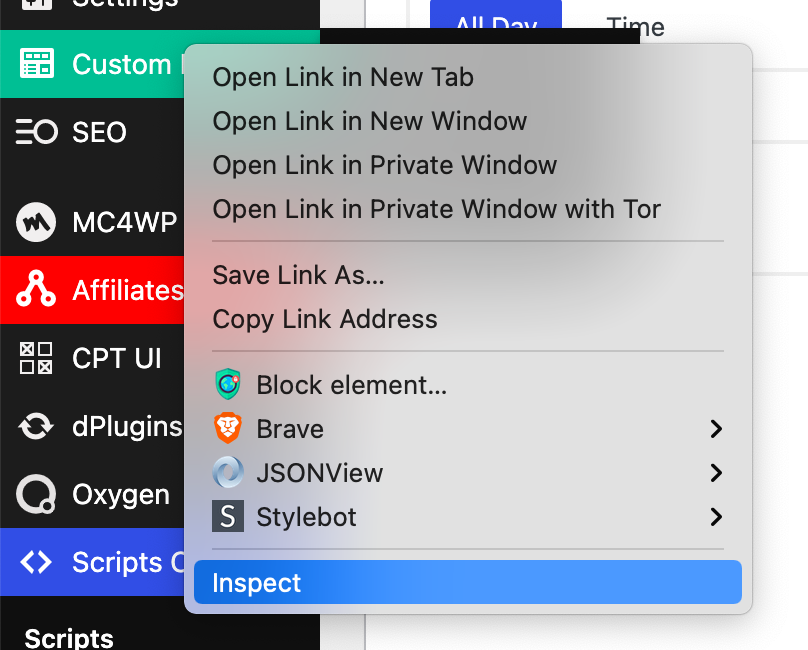 Settings
All Day
Time
Custom
SEO
MC4WP
Affiliates
CPT UI
dPlugins
Oxygen
Scripts
Scripts
Open Link in New Tab
Open Link in New Window
Open Link in Private Window
Open Link in Private Window with Tor
Save Link As...
Copy Link Address
Block element...
Brave
JSONView
S Stylebot
Inspect